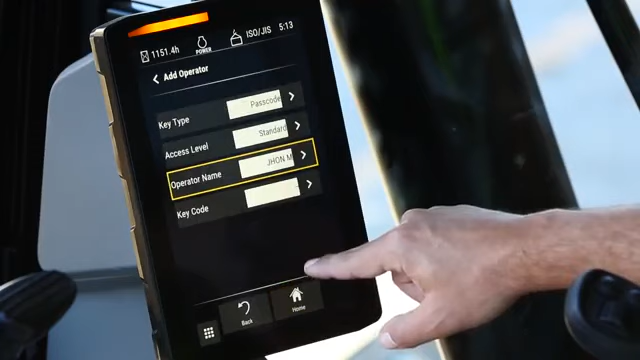 1151.4h POWER ISO/JIS 5:13
Add Operator
Key Type Passcode
Access Level Standard
Operator Name JHON M
Key Code
Back Home